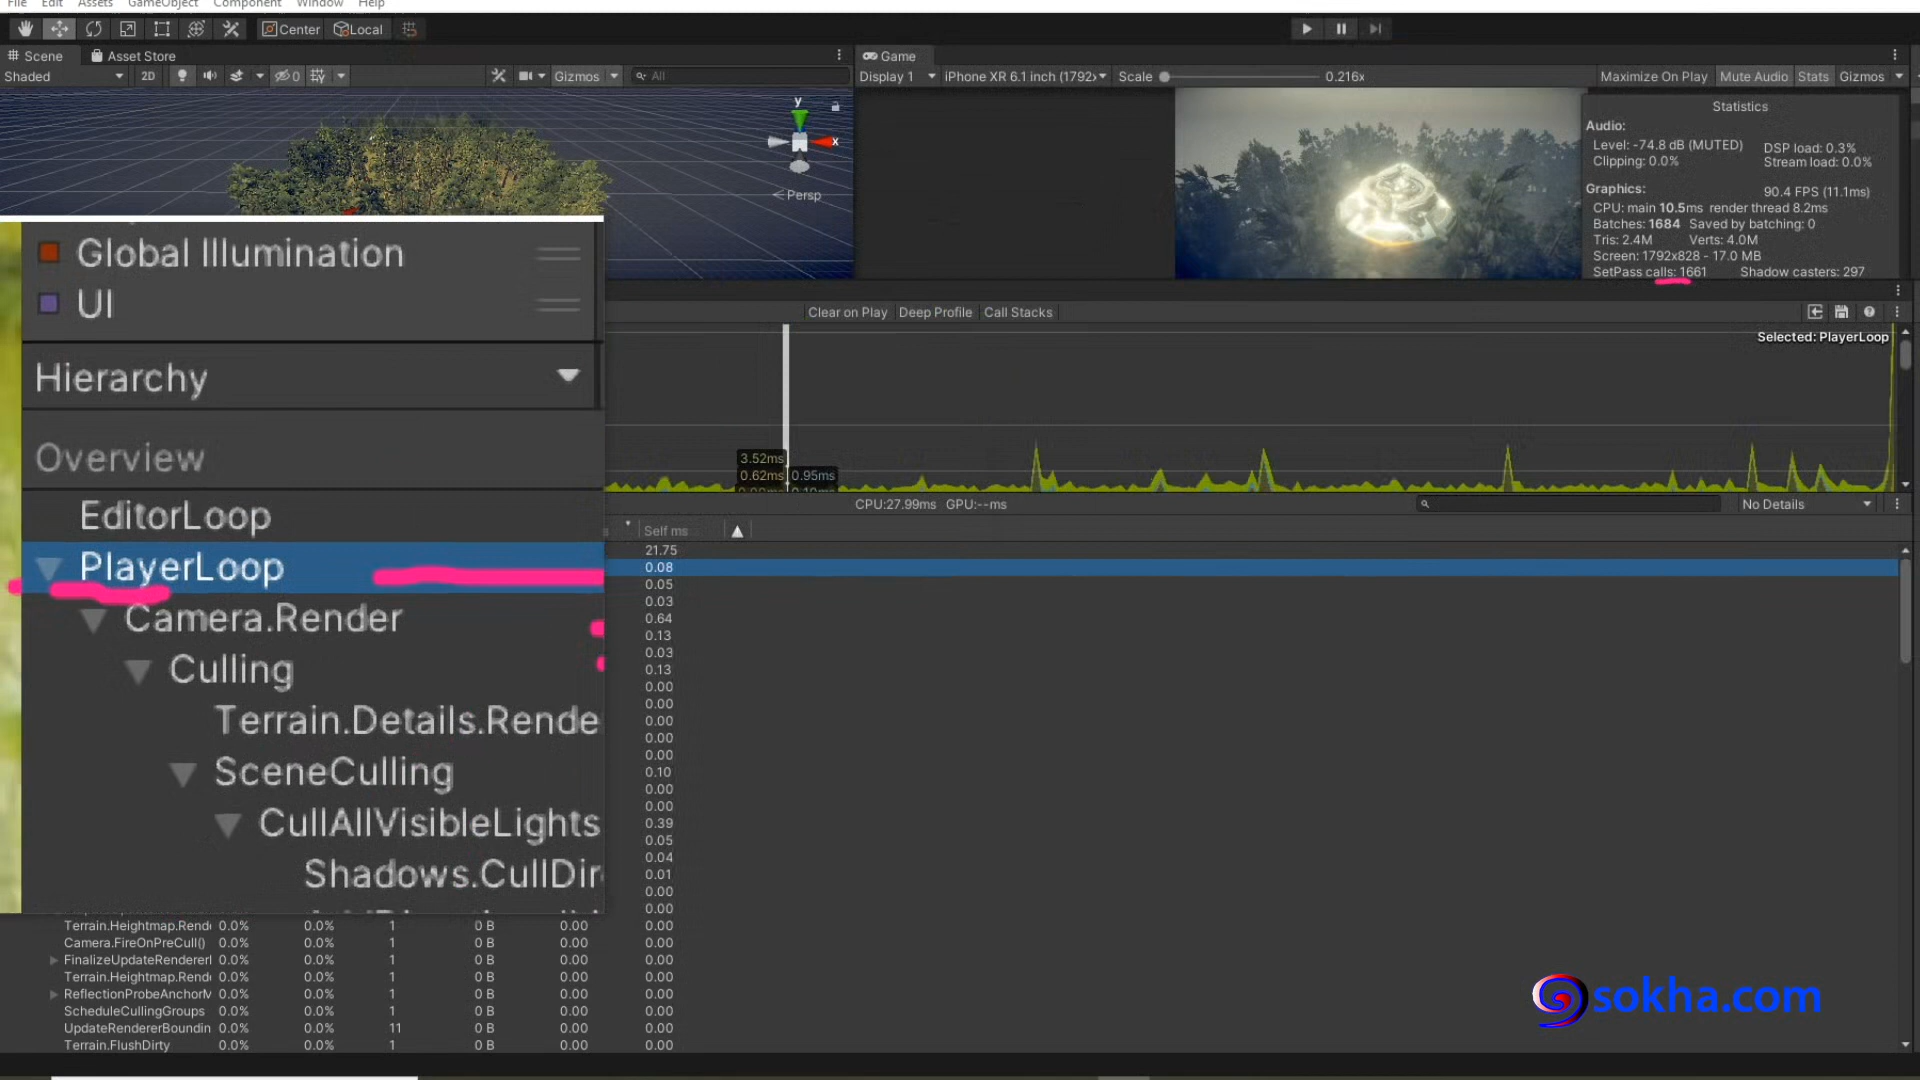 File Edit Assets GameObject Component Window Help
Center Local
Scene Asset Store
Shaded 2D 0 Gizmos All
y
x
Persp
Game
Display 1 iPhone XR 6.1 inch (1792x Scale 0.216x Maximize On Play Mute Audio Stats Gizmos
Statistics
Audio:
Level: -74.8 dB (MUTED) DSP load: 0.3%
Clipping: 0.0% Stream load: 0.0%
Graphics: 90.4 FPS (11.1ms)
CPU: main 10.5ms render thread 8.2ms
Batches: 1684 Saved by batching: 0
Tris: 2.4M Verts: 4.0M
Screen: 1792x828 - 17.0 MB
SetPass calls: 1661 Shadow casters: 297
Global Illumination
UI
Hierarchy
Overview
EditorLoop
PlayerLoop
Camera.Render
Culling
Terrain.Details.Rende
SceneCulling
CullAllVisibleLights
Shadows.CullDir
Clear on Play Deep Profile Call Stacks
Selected: PlayerLoop
3.52ms
0.62ms 0.95ms
CPU:27.99ms GPU:--ms No Details
Self ms
21.75
0.08
0.05
0.03
0.64
0.13
0.03
0.13
0.00
0.00
0.00
0.00
0.00
0.10
0.00
0.00
0.39
0.05
0.04
0.01
0.00
0.00
Terrain.Heightmap.Rende 0.0% 0.0% 1 0 B 0.00 0.00
Camera.FireOnPreCull() 0.0% 0.0% 1 0 B 0.00 0.00
FinalizeUpdateRendererI 0.0% 0.0% 1 0 B 0.00 0.00
Terrain.Heightmap.Rende 0.0% 0.0% 1 0 B 0.00 0.00
ReflectionProbeAnchorM 0.0% 0.0% 1 0 B 0.00 0.00
ScheduleCullingGroups 0.0% 0.0% 1 0 B 0.00 0.00
UpdateRendererBoundin 0.0% 0.0% 11 0 B 0.00 0.00
Terrain.FlushDirty 0.0% 0.0% 1 0 B 0.00 0.00
sokha.com